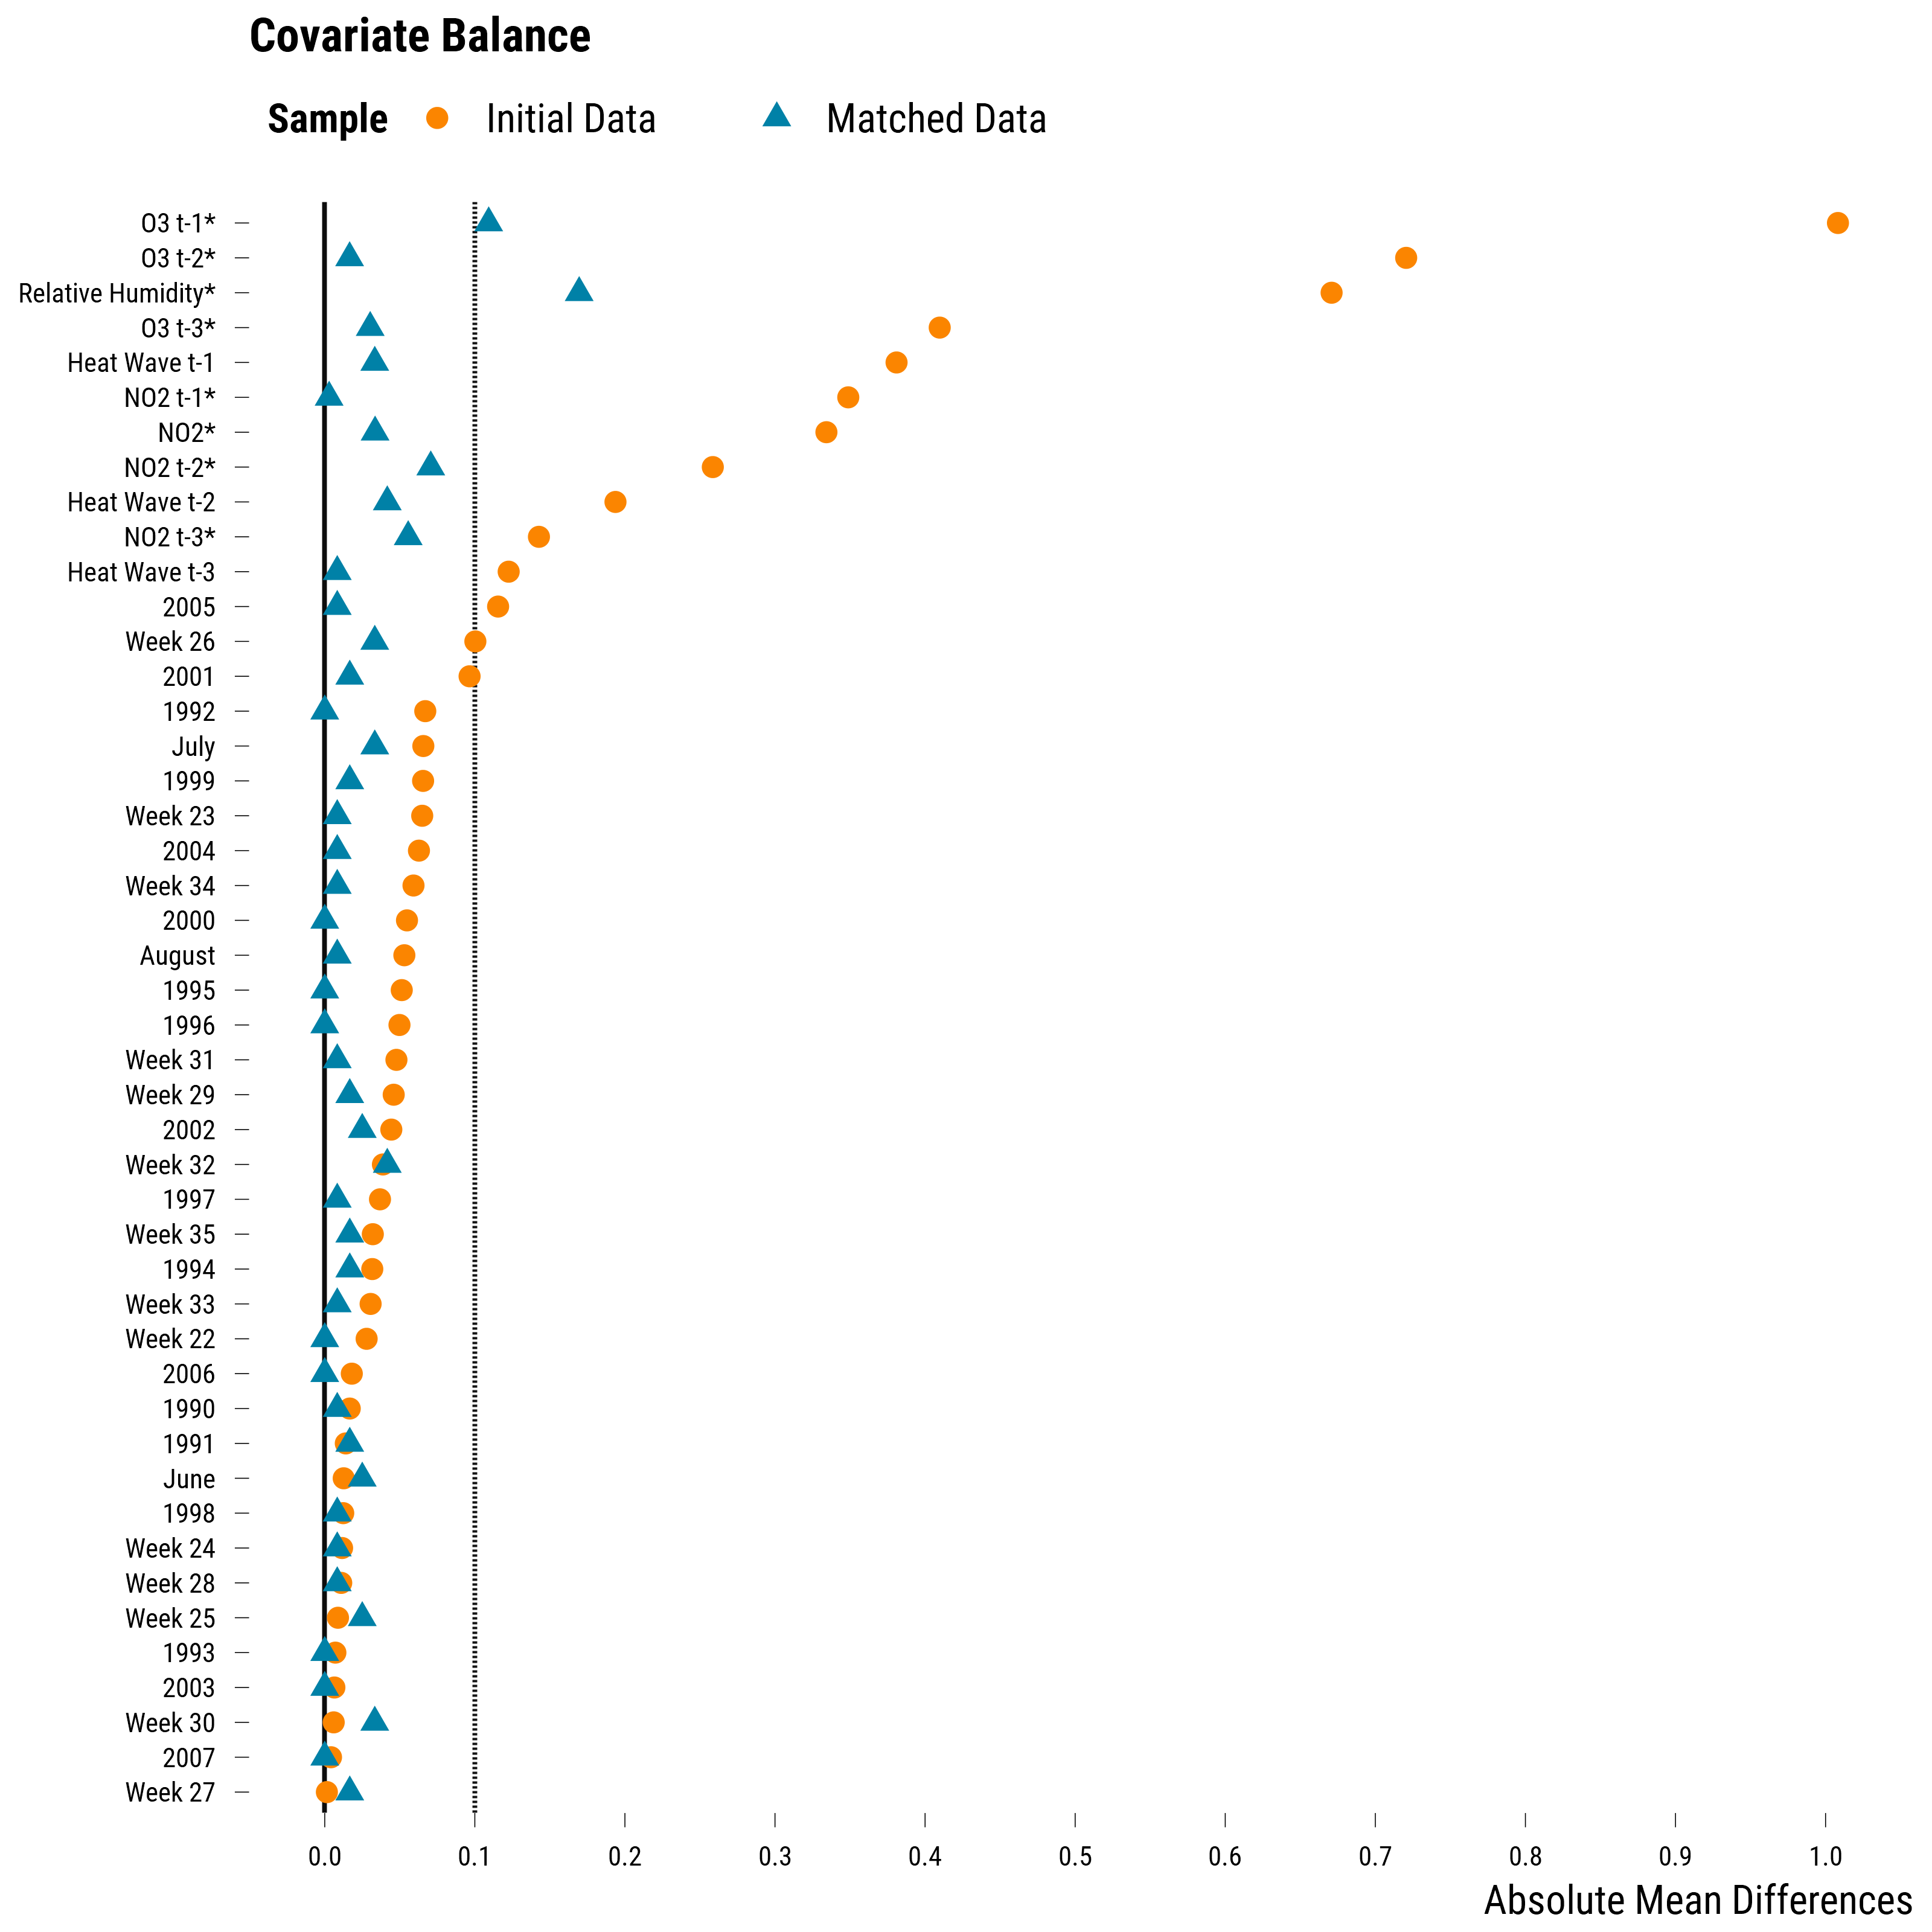 Covariate Balance
Sample Initial Data Matched Data
O3 t-1*
O3 t-2*
Relative Humidity*
O3 t-3*
Heat Wave t-1
NO2 t-1*
NO2*
NO2 t-2*
Heat Wave t-2
NO2 t-3*
Heat Wave t-3
2005
Week 26
2001
1992
July
1999
Week 23
2004
Week 34
2000
August
1995
1996
Week 31
Week 29
2002
Week 32
1997
Week 35
1994
Week 33
Week 22
2006
1990
1991
June
1998
Week 24
Week 28
Week 25
1993
2003
Week 30
2007
Week 27
0.0 0.1 0.2 0.3 0.4 0.5 0.6 0.7 0.8 0.9 1.0
Absolute Mean Differences